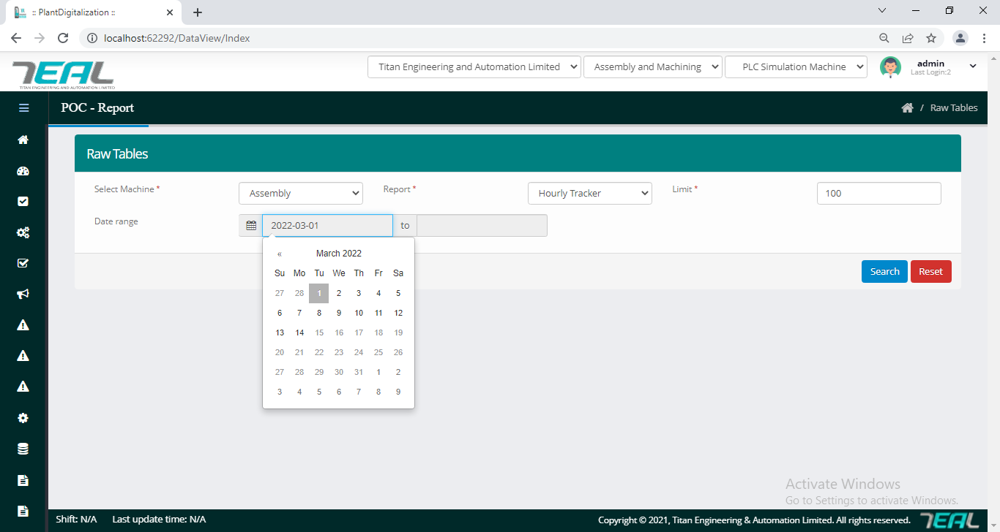 :: PlantDigitalization ::
localhost:62292/DataView/Index
TEAL
TITAN ENGINEERING AND AUTOMATION LIMITED
Titan Engineering and Automation Limited
Assembly and Machining
PLC Simulation Machine
admin
Last Login:2
POC - Report
/ Raw Tables
Raw Tables
Select Machine *
Assembly
Report *
Hourly Tracker
Limit *
100
Date range
2022-03-01
to
« March 2022
Su Mo Tu We Th Fr Sa
27 28 1 2 3 4 5
6 7 8 9 10 11 12
13 14 15 16 17 18 19
20 21 22 23 24 25 26
27 28 29 30 31 1 2
3 4 5 6 7 8 9
Search
Reset
Activate Windows
Go to Settings to activate Windows.
Shift: N/A
Last update time: N/A
Copyright © 2021, Titan Engineering & Automation Limited. All rights reserved.
TEAL